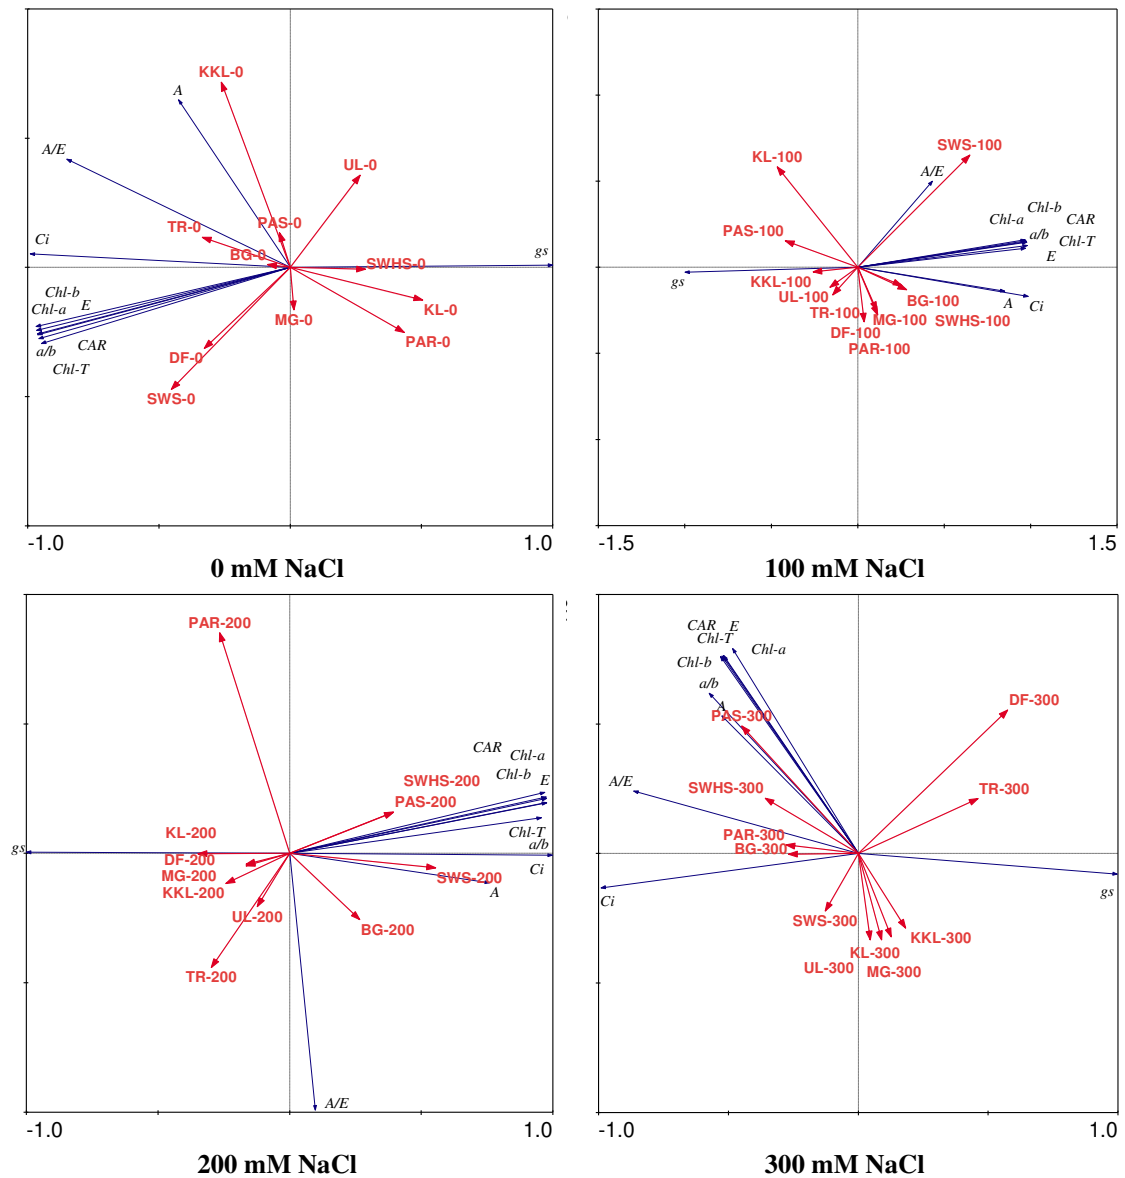 KKL-0
A
A/E
UL-0
PAS-0
TR-0
Ci
BG-0
SWHS-0
gs
Chl-b
E
Chl-a
MG-0
KL-0
a/b
CAR
PAR-0
DF-0
Chl-T
SWS-0
-1.0
1.0
0 mM NaCl
SWS-100
KL-100
A/E
Chl-b
Chl-a
CAR
PAS-100
a/b
Chl-T
E
KKL-100
gs
UL-100
BG-100
A
Ci
TR-100
MG-100
SWHS-100
DF-100
PAR-100
-1.5
1.5
100 mM NaCl
PAR-200
CAR
Chl-a
SWHS-200
Chl-b
E
PAS-200
KL-200
Chl-T
gs
a/b
DF-200
Ci
MG-200
SWS-200
KKL-200
A
UL-200
BG-200
TR-200
A/E
-1.0
1.0
200 mM NaCl
CAR
E
Chl-T
Chl-a
Chl-b
a/b
A
PAS-300
DF-300
A/E
SWHS-300
TR-300
PAR-300
BG-300
Ci
gs
SWS-300
KKL-300
KL-300
UL-300
MG-300
-1.0
1.0
300 mM NaCl